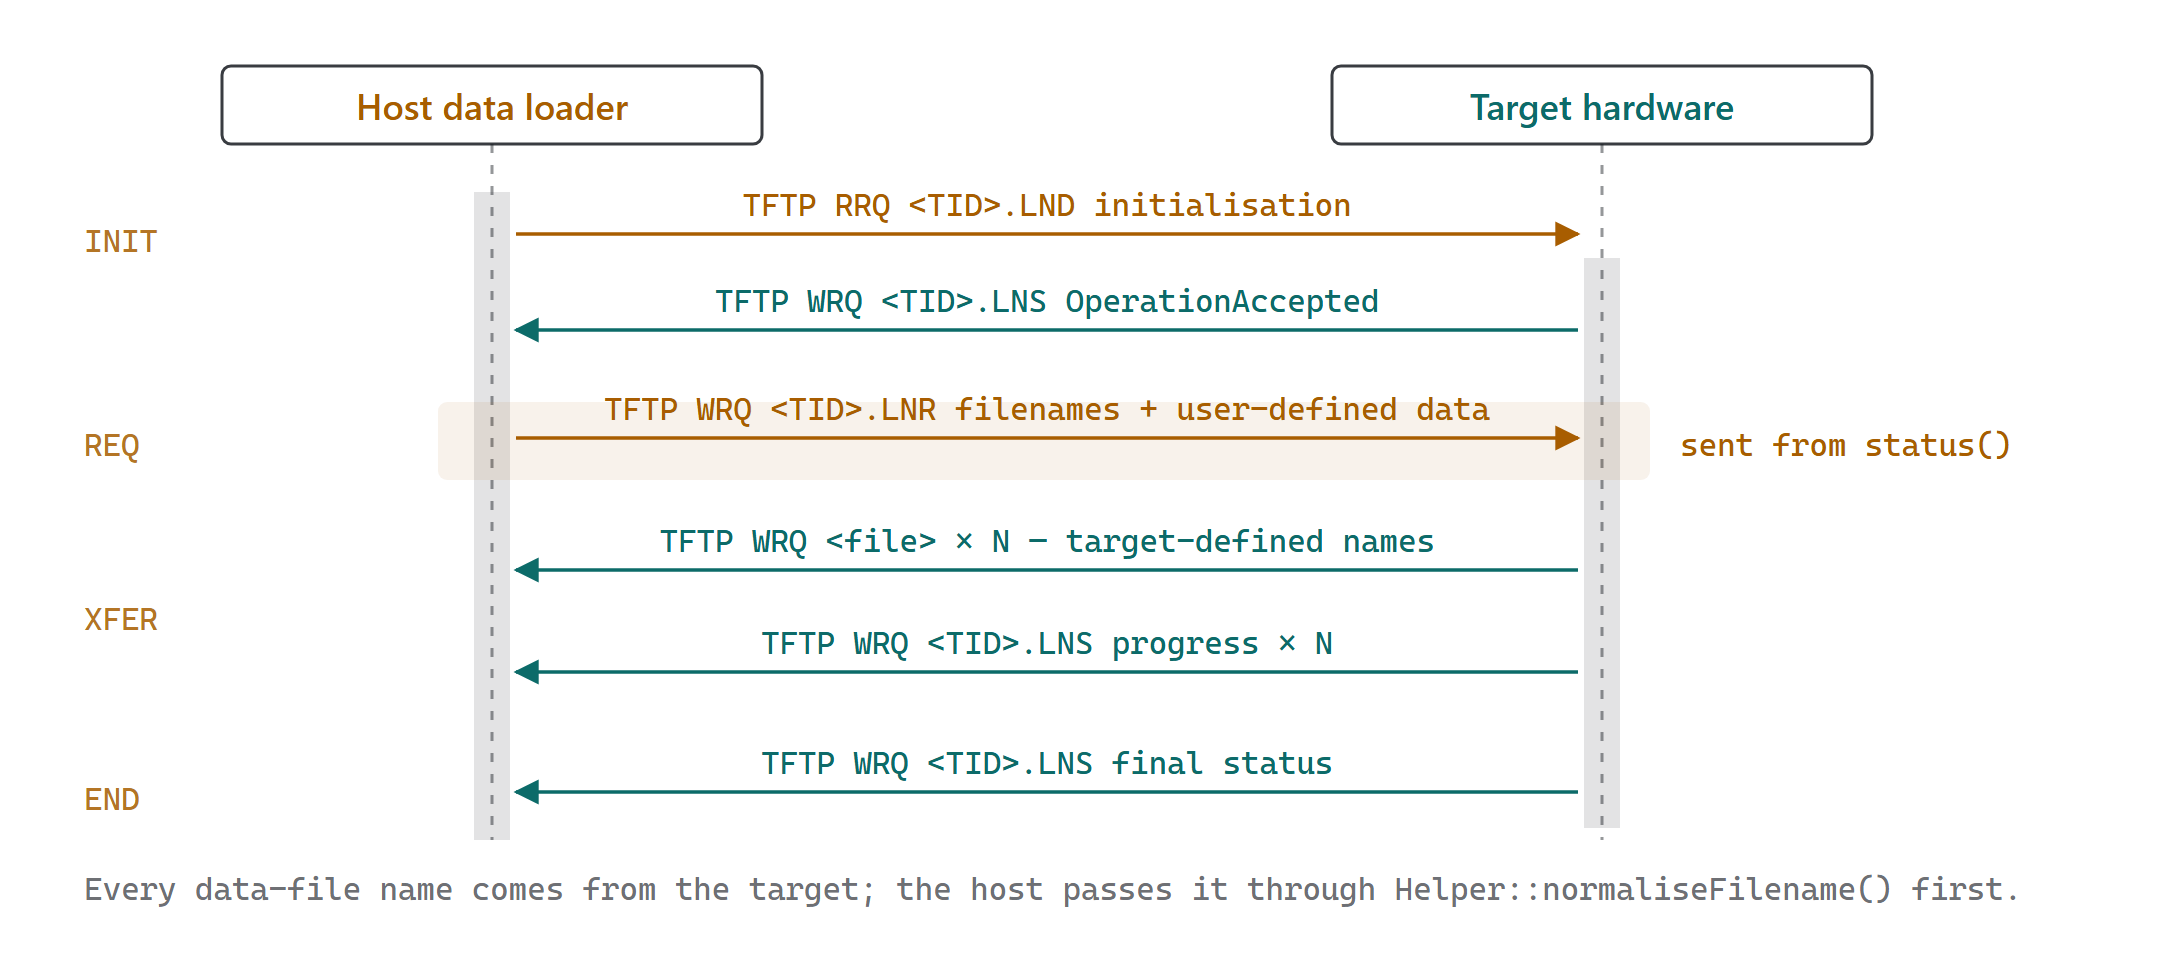 Host data loader
Target hardware
TFTP RRQ <TID>.LND initialisation
INIT
TFTP WRQ <TID>.LNS OperationAccepted
TFTP WRQ <TID>.LNR filenames + user-defined data
REQ
sent from status()
TFTP WRQ <file> × N − target-defined names
XFER
TFTP WRQ <TID>.LNS progress × N
TFTP WRQ <TID>.LNS final status
END
Every data-file name comes from the target; the host passes it through Helper::normaliseFilename() first.